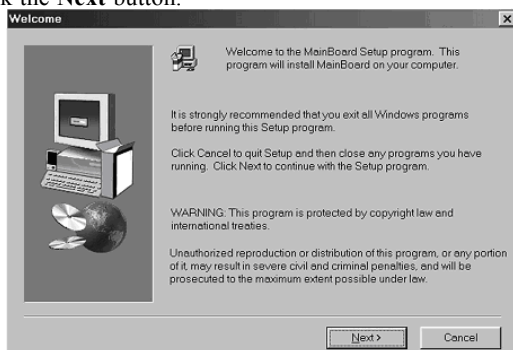 k the Next button.
Welcome
Welcome to the MainBoard Setup program. This
program will install MainBoard on your computer.
It is strongly recommended that you exit all Windows programs
before running this Setup program.
Click Cancel to quit Setup and then close any programs you have
running. Click Next to continue with the Setup program.
WARNING: This program is protected by copyright law and
international treaties.
Unauthorized reproduction or distribution of this program, or any portion
of it, may result in severe civil and criminal penalties, and will be
prosecuted to the maximum extent possible under law.
Next >
Cancel